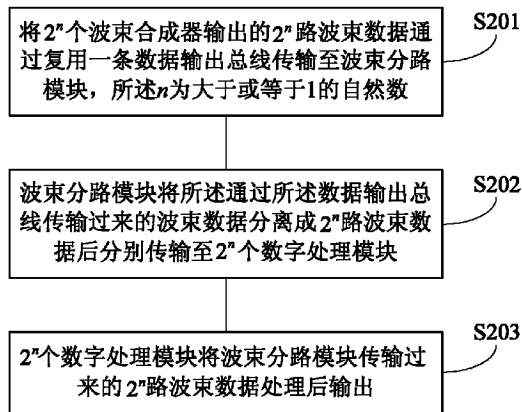 将2ⁿ个波束合成器输出的2ⁿ路波束数据通
过复用一条数据输出总线传输至波束分路
模块，所述n为大于或等于1的自然数
S201
波束分路模块将所述通过所述数据输出总
线传输过来的波束数据分离成2ⁿ路波束数
据后分别传输至2ⁿ个数字处理模块
S202
2ⁿ个数字处理模块将波束分路模块传输过
来的2ⁿ路波束数据处理后输出
S203